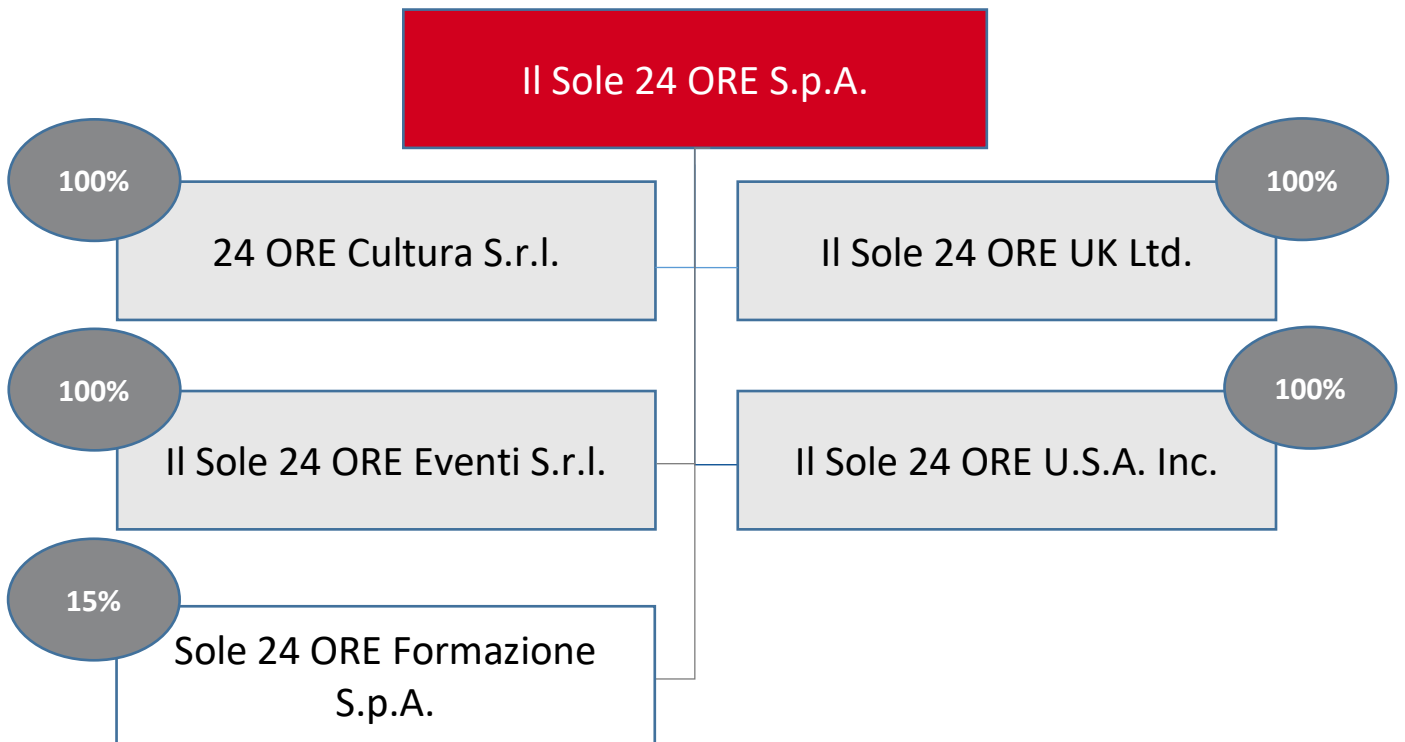 Il Sole 24 ORE S.p.A.
100%
24 ORE Cultura S.r.l.
100%
Il Sole 24 ORE UK Ltd.
100%
Il Sole 24 ORE Eventi S.r.l.
100%
Il Sole 24 ORE U.S.A. Inc.
15%
Sole 24 ORE Formazione
S.p.A.